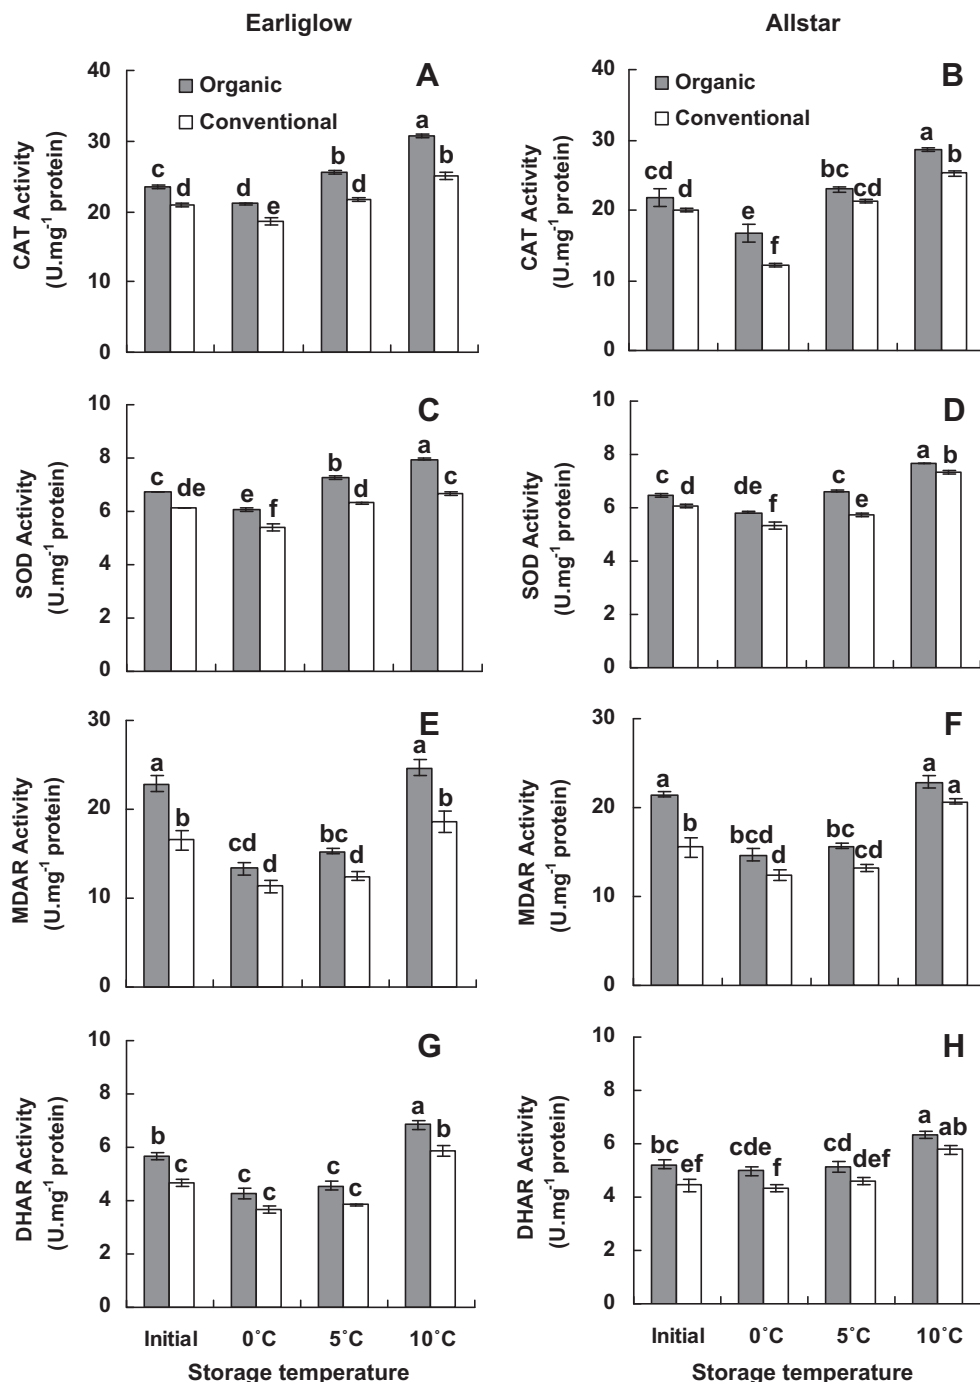 Earliglow
Allstar
A
Organic
Conventional
CAT Activity
(U.mg-1 protein)
40
30
20
10
0
c
d
d
e
b
d
a
b
B
Organic
Conventional
CAT Activity
(U.mg-1 protein)
40
30
20
10
0
cd
d
e
f
bc
cd
a
b
C
SOD Activity
(U.mg-1 protein)
10
8
6
4
2
0
c
de
e
f
b
d
a
c
D
SOD Activity
(U.mg-1 protein)
10
8
6
4
2
0
c
d
de
f
c
e
a
b
E
MDAR Activity
(U.mg-1 protein)
30
20
10
0
a
b
cd
d
bc
d
a
b
F
MDAR Activity
(U.mg-1 protein)
30
20
10
0
a
b
bcd
d
bc
cd
a
a
G
DHAR Activity
(U.mg-1 protein)
10
8
6
4
2
0
b
c
c
c
c
c
a
b
Initial 0˚C 5˚C 10˚C
Storage temperature
H
DHAR Activity
(U.mg-1 protein)
10
8
6
4
2
0
bc
ef
cde
f
cd
def
a
ab
Initial 0˚C 5˚C 10˚C
Storage temperature